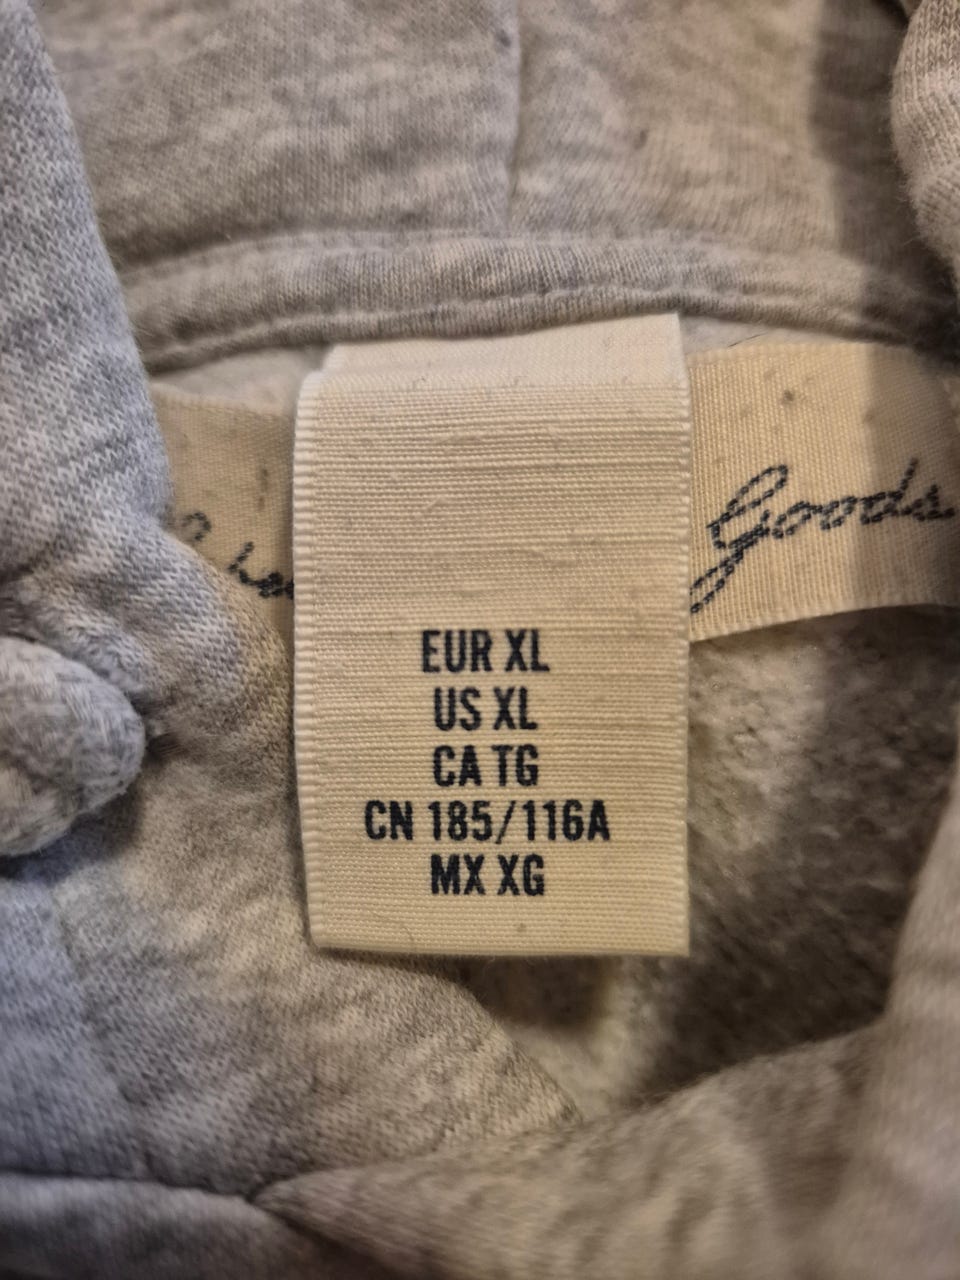 Goods
EUR XL
US XL
CA TG
CN 185/116A
MX XG